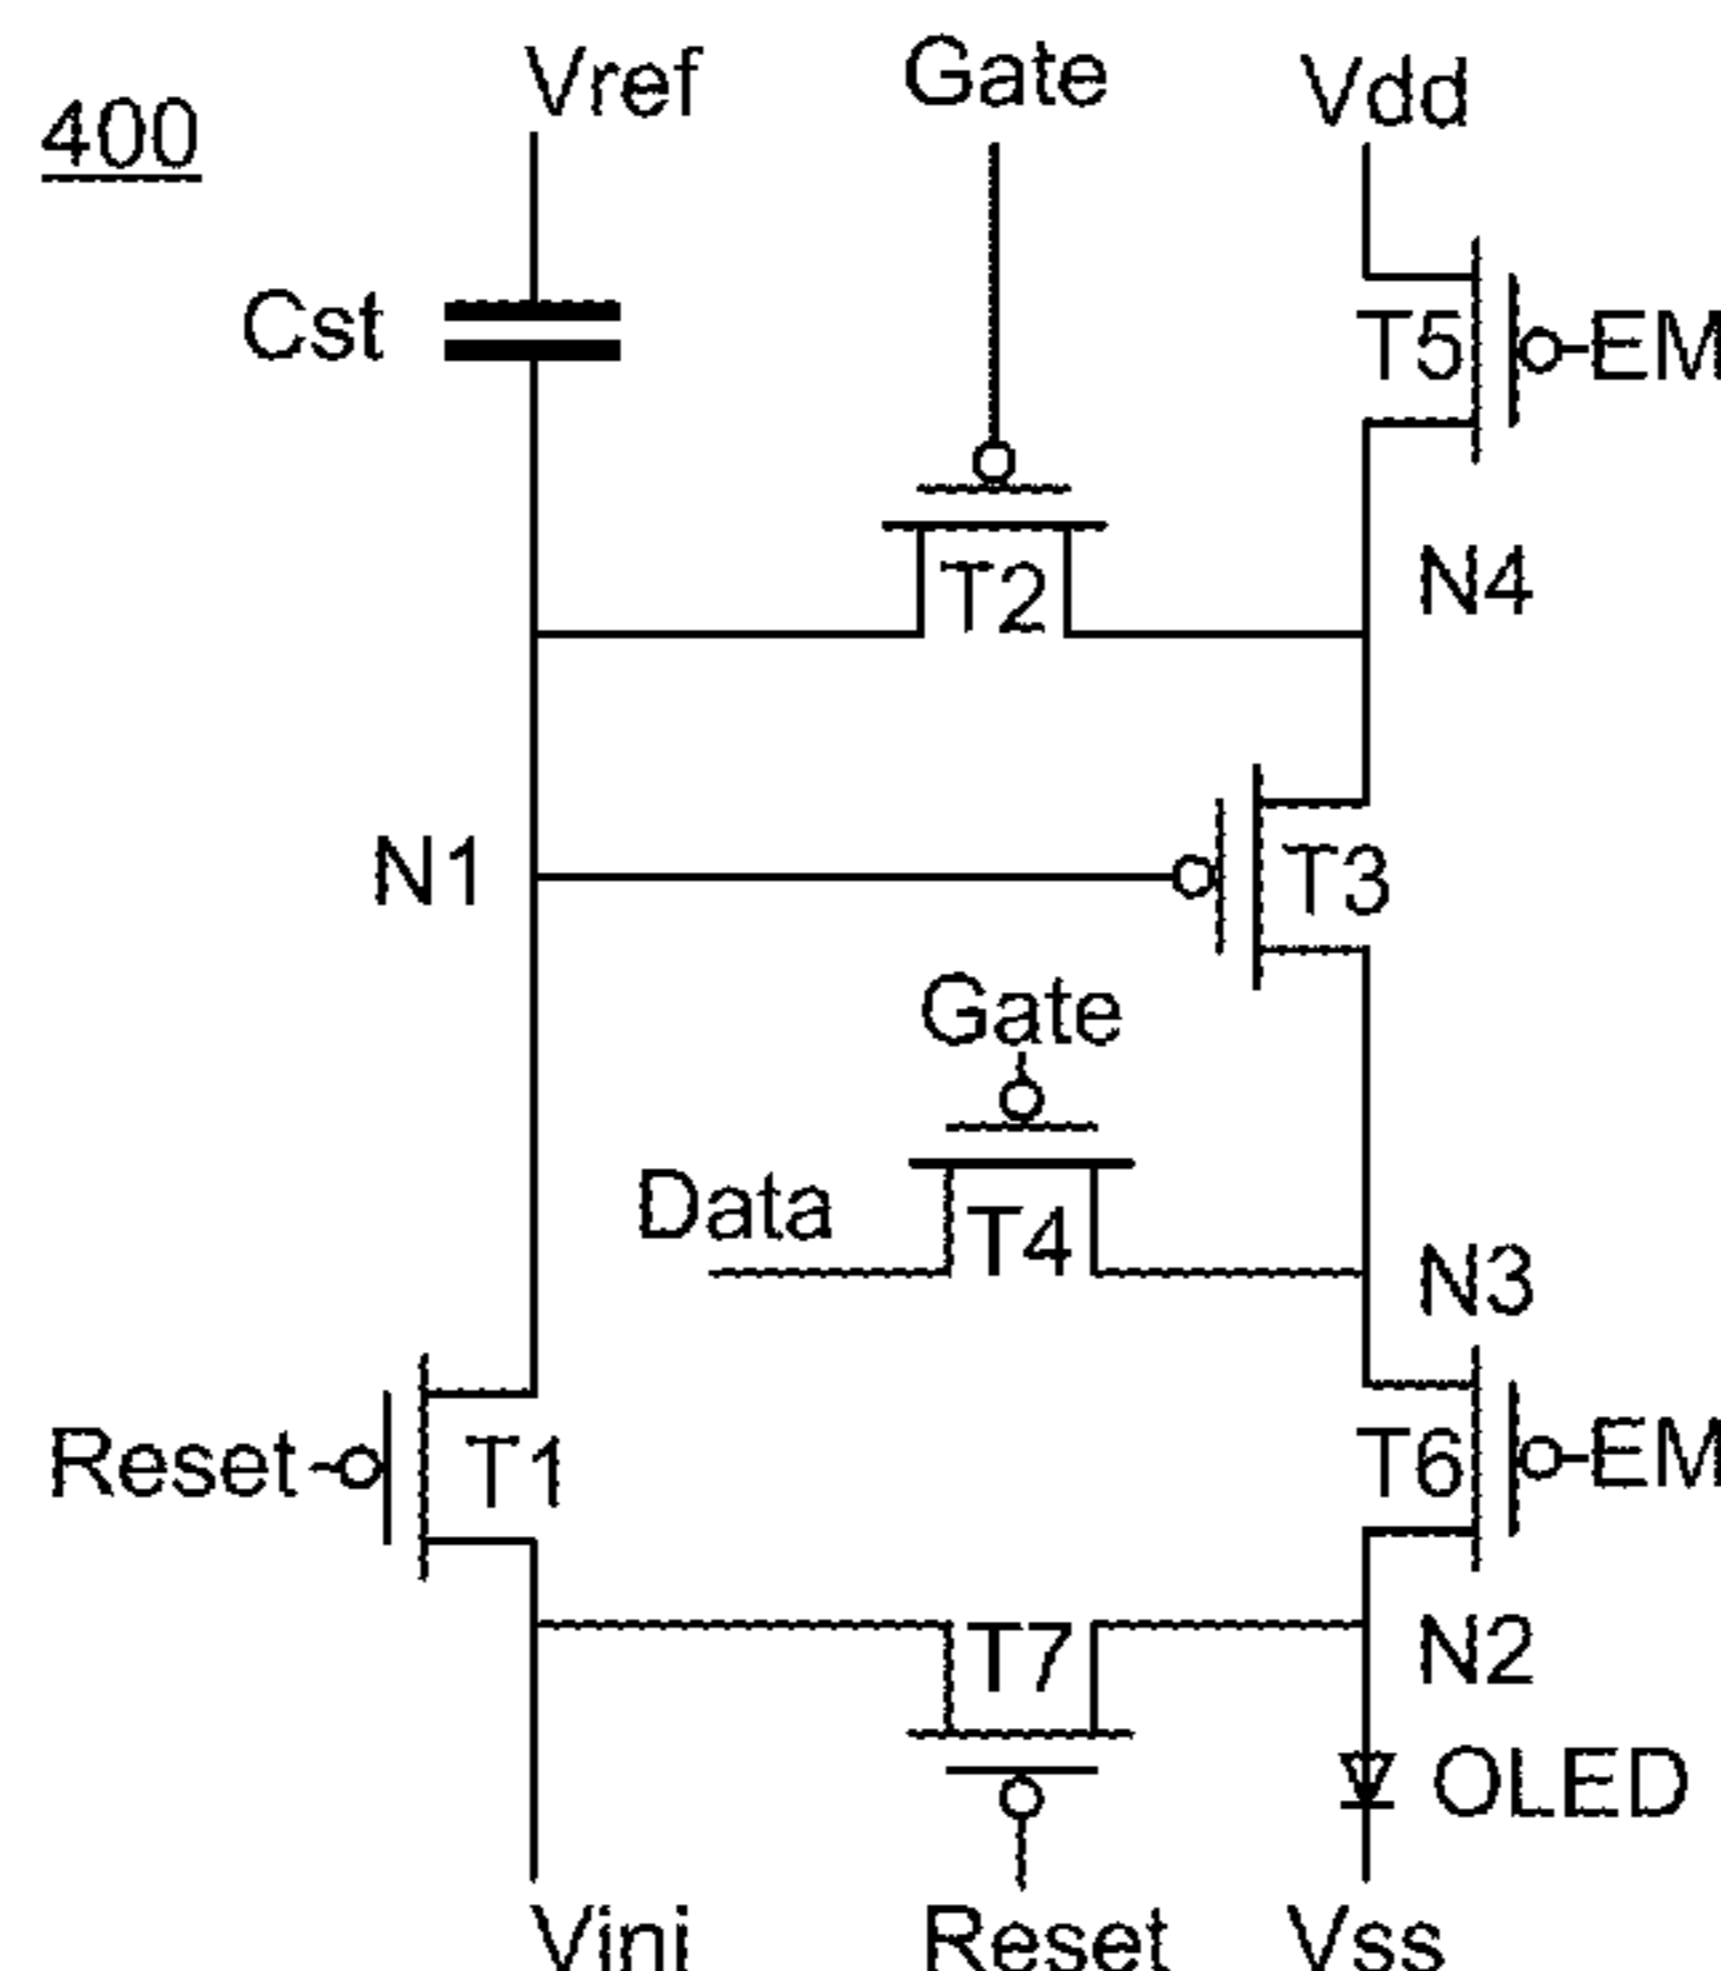 400
Vref
Gate
Vdd
Cst
T5
EM
T2
N4
N1
T3
Gate
Data
T4
N3
Reset
T1
T6
EM
T7
N2
OLED
Vini
Reset
Vss